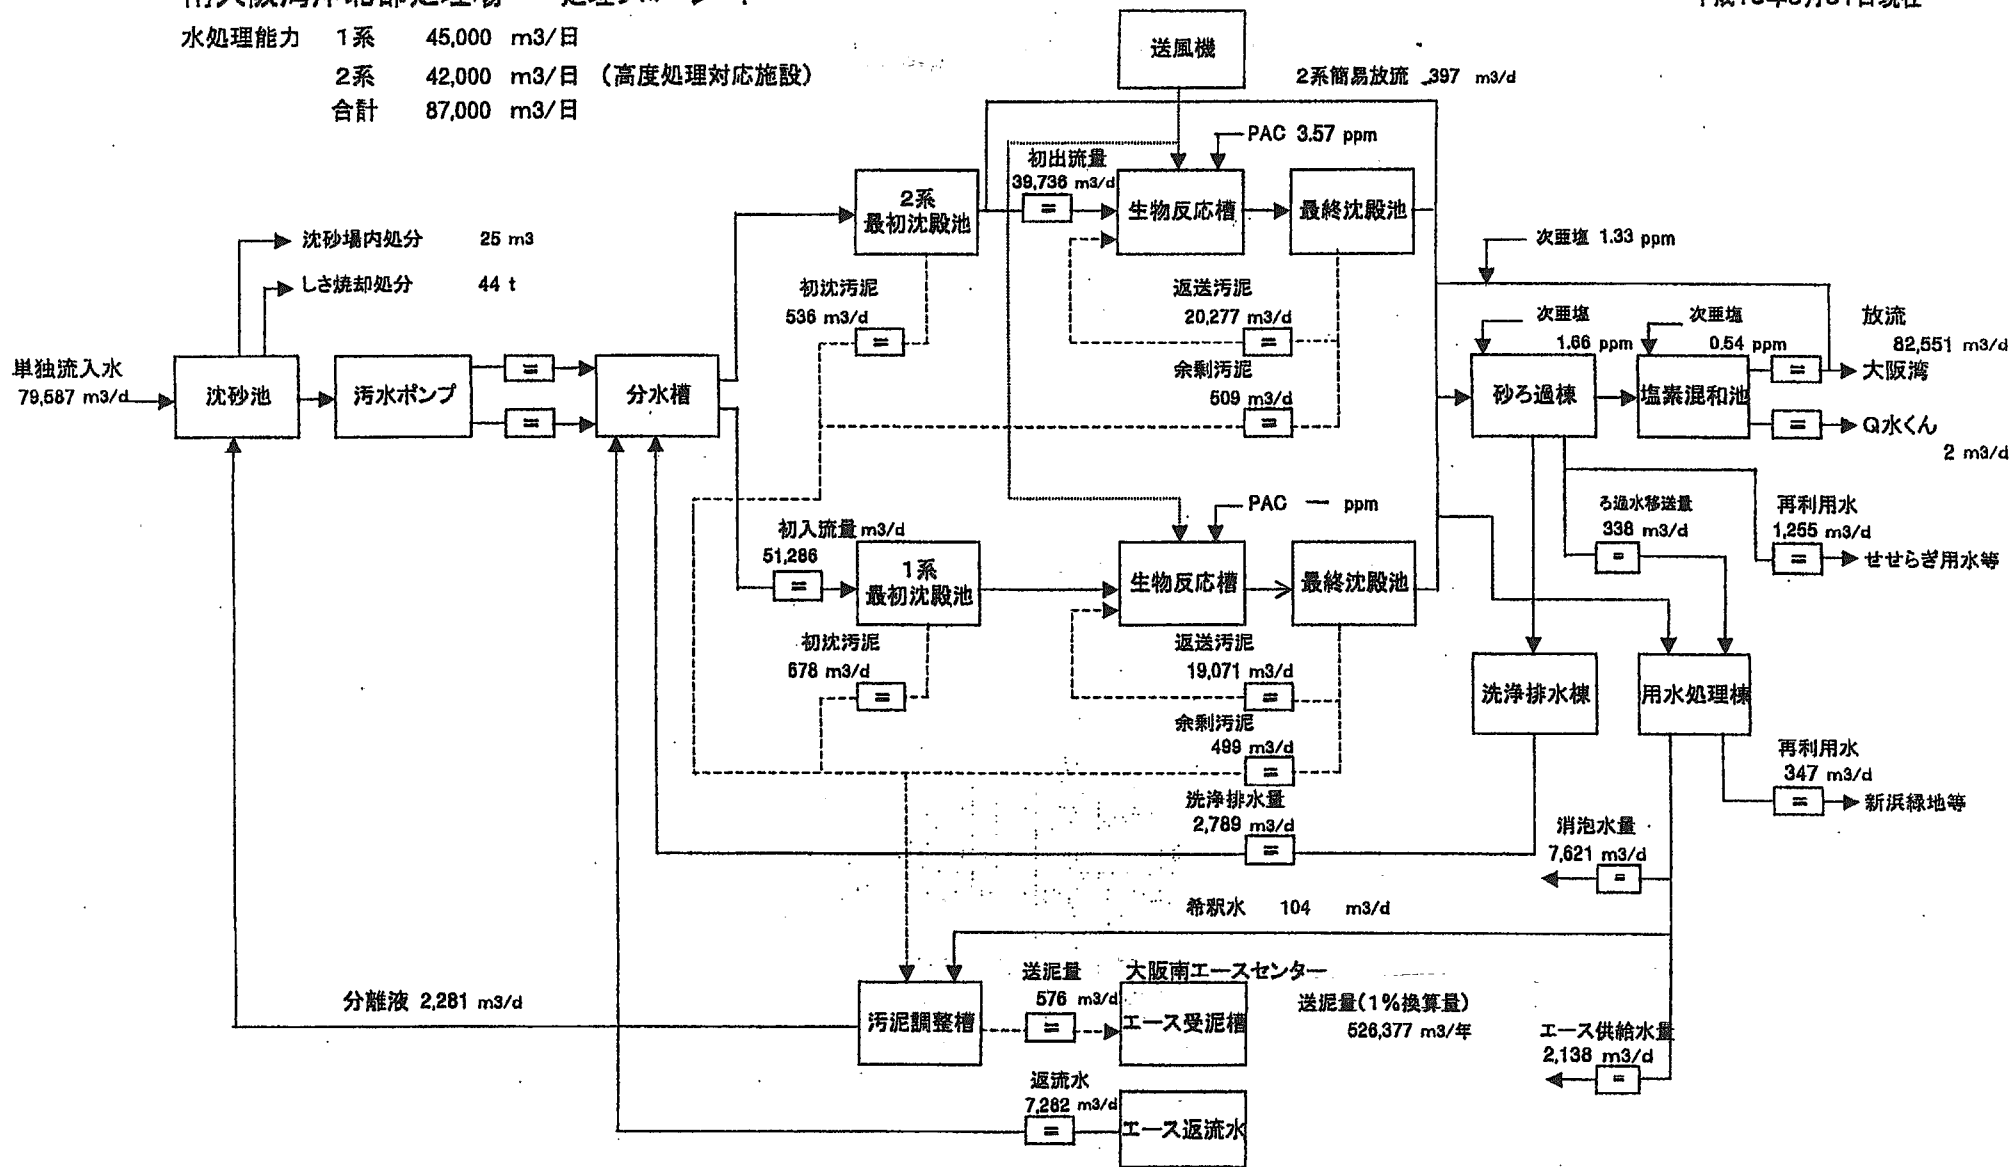 水処理能力 1系 45,000 m3/日
2系 42,000 m3/日 (高度処理対応施設)
合計 87,000 m3/日
送風機
2系簡易放流 397 m3/d
PAC 3.57 ppm
初出流量
39,736 m3/d
2系
最初沈殿池
生物反応槽
最終沈殿池
沈砂場内処分 25 m3
しさ焼却処分 44 t
次亜塩 1.33 ppm
初沈汚泥
536 m3/d
返送汚泥
20,277 m3/d
次亜塩
1.66 ppm
次亜塩
0.54 ppm
放流
82,551 m3/d
大阪湾
単独流入水
79,587 m3/d
沈砂池
汚水ポンプ
分水槽
余剰汚泥
509 m3/d
砂ろ過棟
塩素混和池
Q水くん
2 m3/d
PAC ー ppm
初入流量 m3/d
51,286
1系
最初沈殿池
生物反応槽
最終沈殿池
ろ過水移送量
338 m3/d
再利用水
1,255 m3/d
せせらぎ用水等
初沈汚泥
678 m3/d
返送汚泥
19,071 m3/d
余剰汚泥
499 m3/d
洗浄排水棟
用水処理棟
再利用水
347 m3/d
新浜緑地等
洗浄排水量
2,789 m3/d
消泡水量
7,621 m3/d
希釈水 104 m3/d
分離液 2,281 m3/d
汚泥調整槽
送泥量
576 m3/d
大阪南エースセンター
エース受泥槽
送泥量(1%換算量)
526,377 m3/年
エース供給水量
2,138 m3/d
返流水
7,282 m3/d
エース返流水